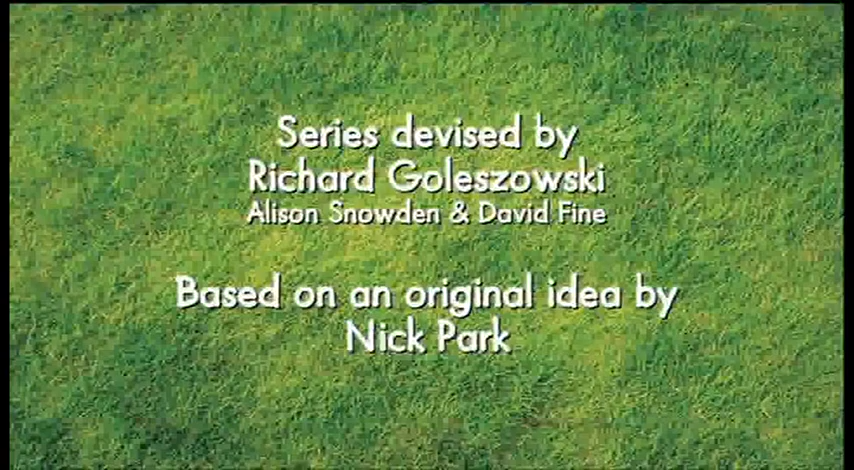 Series devised by
Richard Goleszowski
Alison Snowden & David Fine
Based on an original idea by
Nick Park